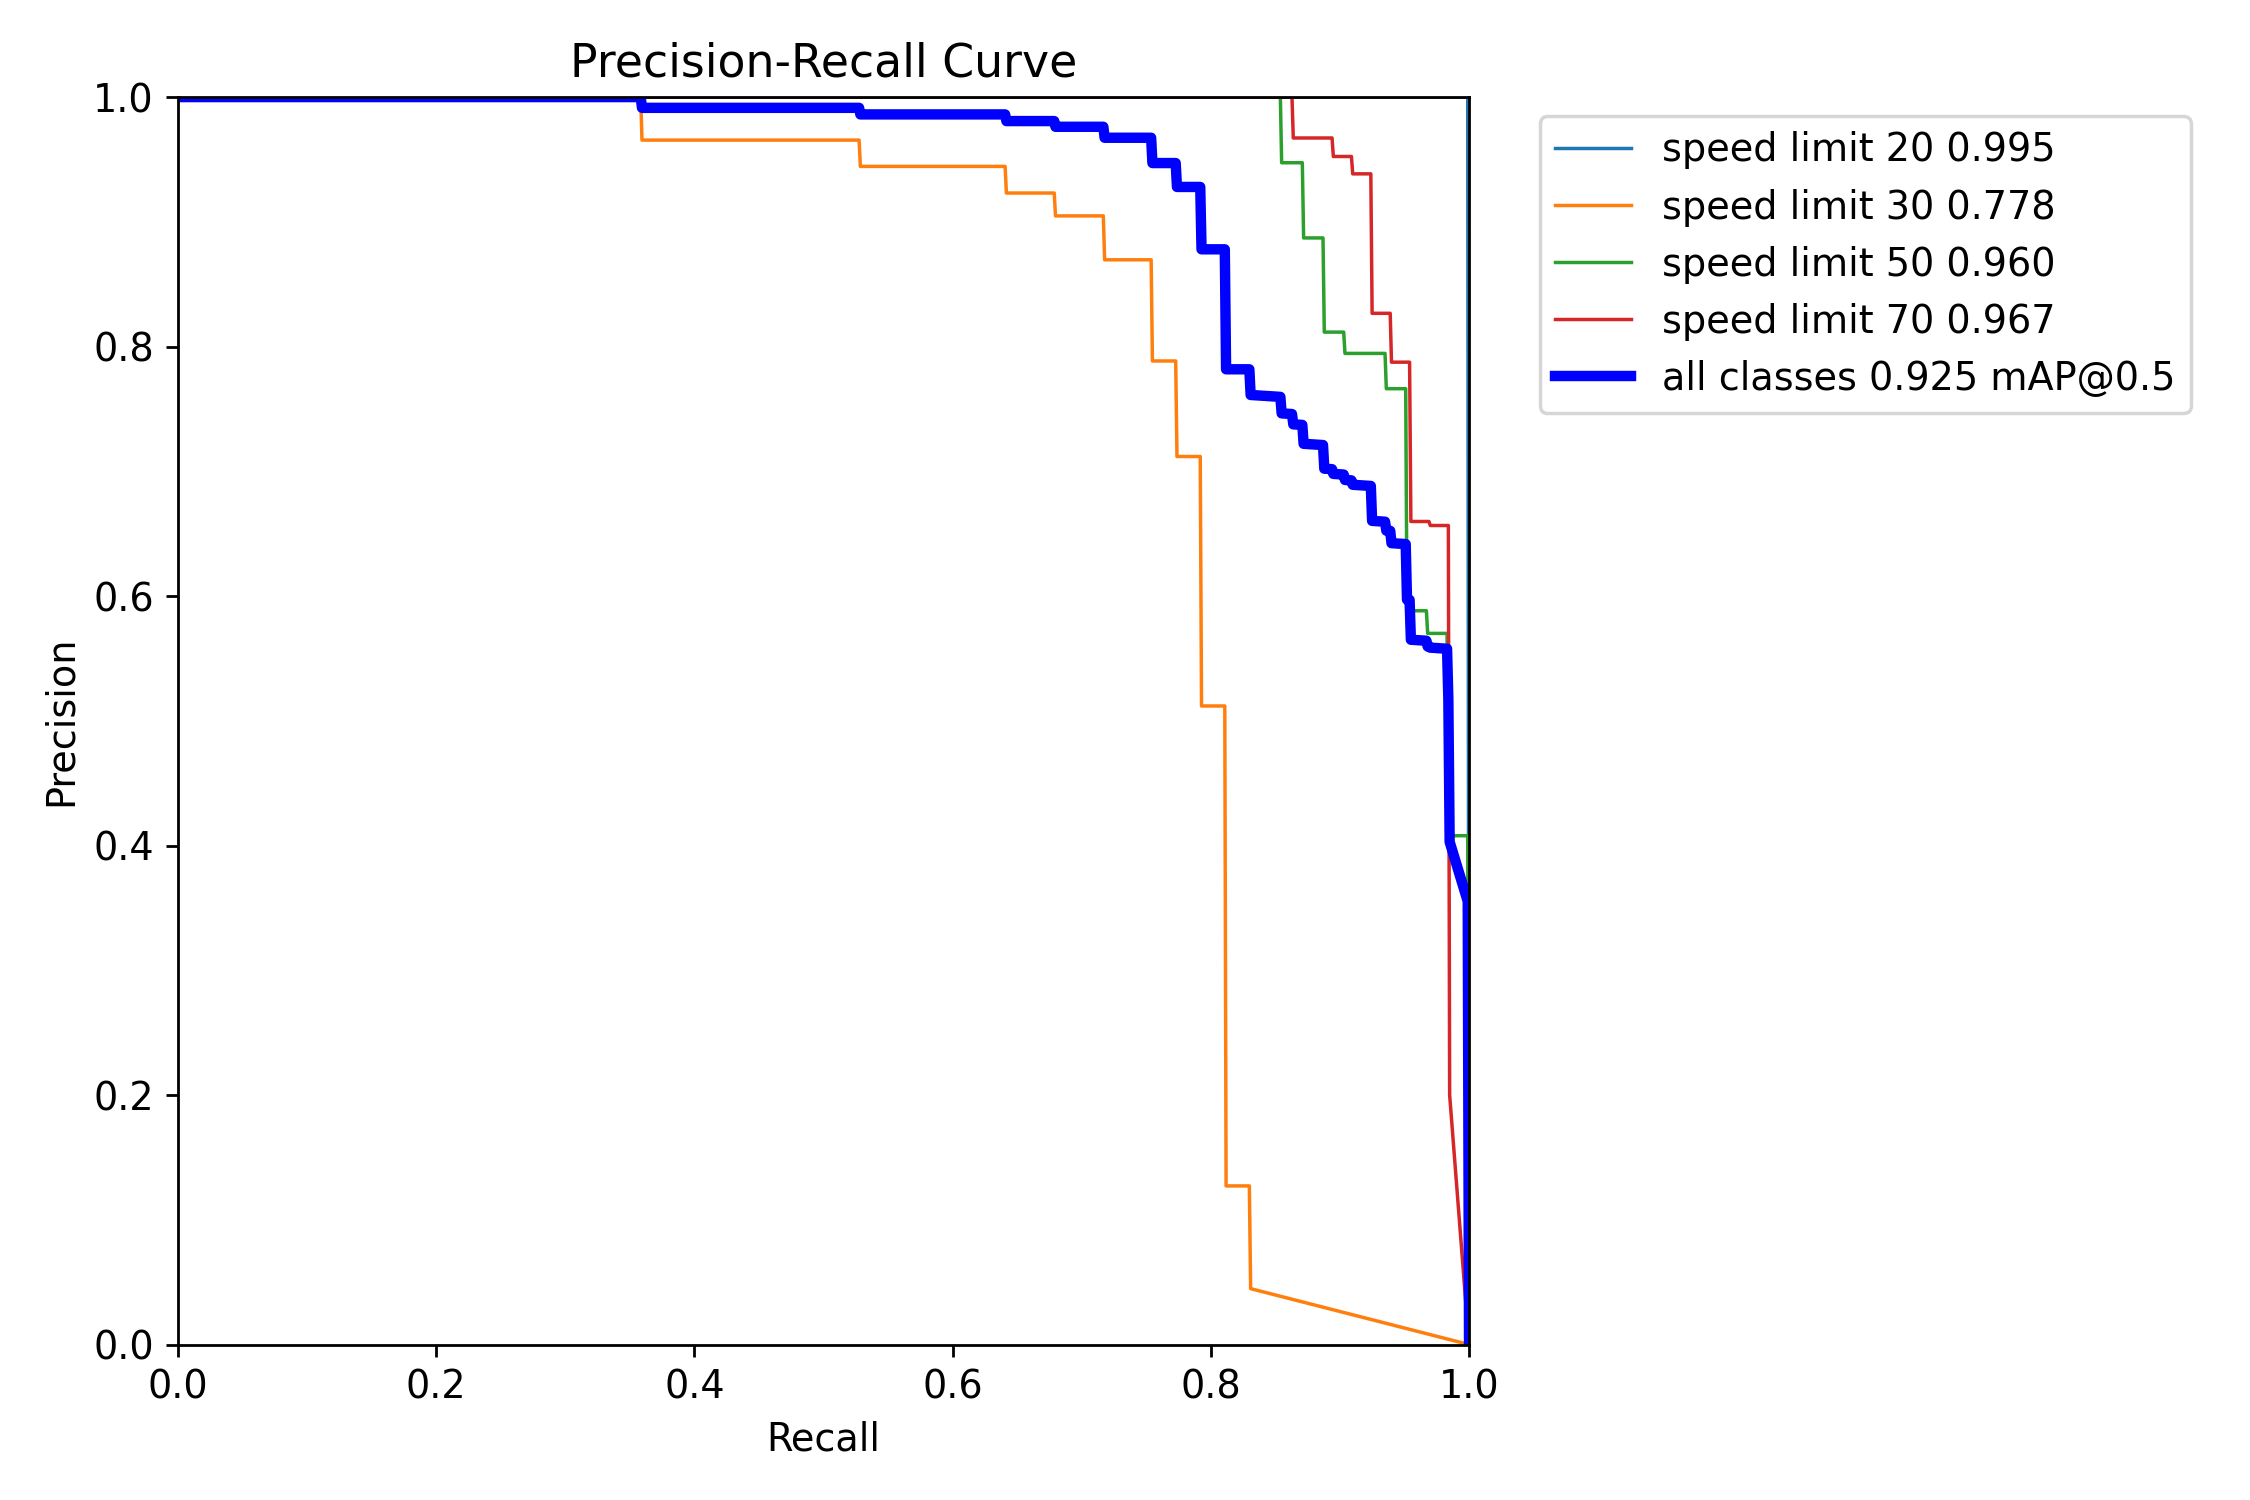 Precision-Recall Curve
1.0
0.8
0.6
0.4
0.2
0.0
Precision
0.0 0.2 0.4 0.6 0.8 1.0
Recall
speed limit 20 0.995
speed limit 30 0.778
speed limit 50 0.960
speed limit 70 0.967
all classes 0.925 mAP@0.5